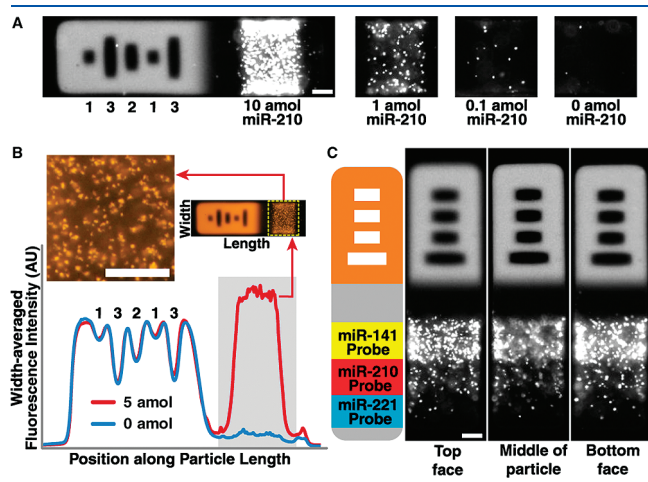 A
1 3 2 1 3
10 amol
miR-210
1 amol
miR-210
0.1 amol
miR-210
0 amol
miR-210
B
Width
Length
Width-averaged
Fluorescence Intensity (AU)
1 3 2 1 3
5 amol
0 amol
Position along Particle Length
C
miR-141
Probe
miR-210
Probe
miR-221
Probe
Top
face
Middle of
particle
Bottom
face